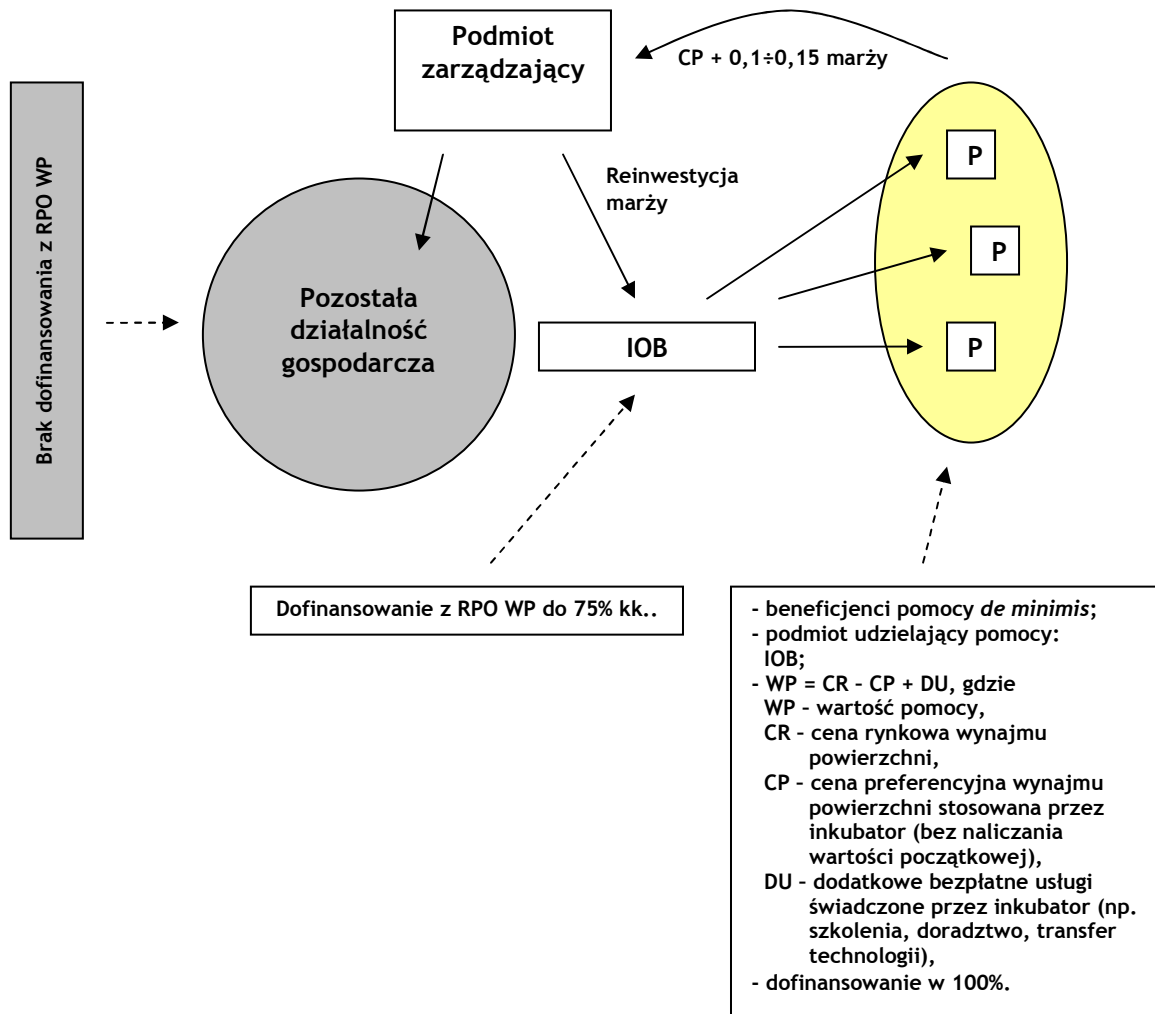 Podmiot
zarządzający
CP + 0,1÷0,15 marży
Brak dofinansowania z RPO WP
P
Reinwestycja
marży
P
Pozostała
działalność
gospodarcza
IOB
P
Dofinansowanie z RPO WP do 75% kk..
- beneficjenci pomocy de minimis;
- podmiot udzielający pomocy:
IOB;
- WP = CR – CP + DU, gdzie
WP – wartość pomocy,
CR – cena rynkowa wynajmu
powierzchni,
CP – cena preferencyjna wynajmu
powierzchni stosowana przez
inkubator (bez naliczania
wartości początkowej),
DU – dodatkowe bezpłatne usługi
świadczone przez inkubator (np.
szkolenia, doradztwo, transfer
technologii),
- dofinansowanie w 100%.